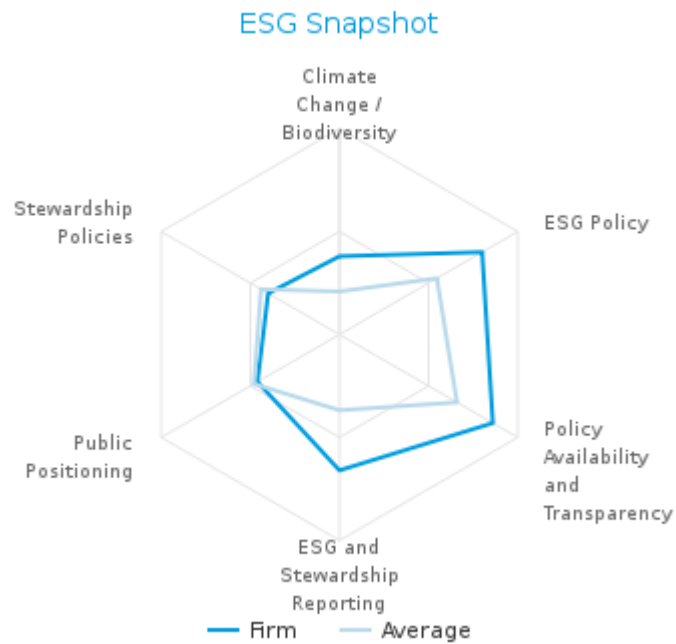 ESG Snapshot
Climate
Change /
Biodiversity
Stewardship
Policies
ESG Policy
Public
Positioning
Policy
Availability
and
Transparency
ESG and
Stewardship
Reporting
Firm
Average